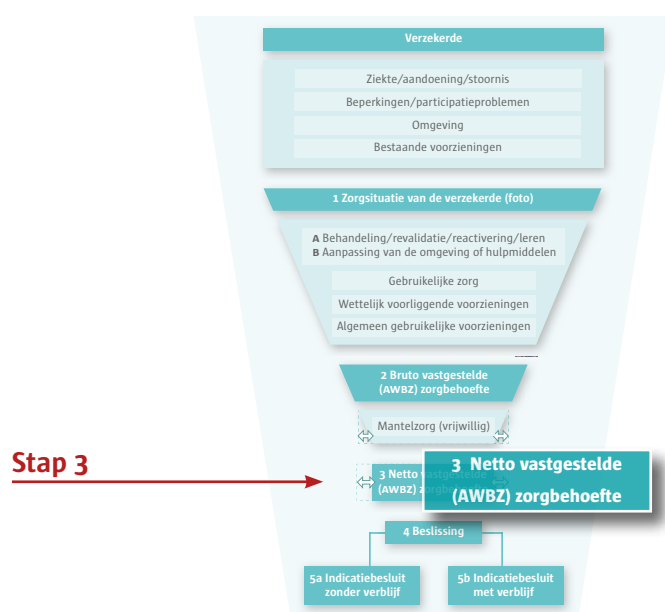 Verzekerde
Ziekte/aandoening/stoornis
Beperkingen/participatieproblemen
Omgeving
Bestaande voorzieningen
1 Zorgsituatie van de verzekerde (foto)
A Behandeling/revalidatie/reactivering/leren
B Aanpassing van de omgeving of hulpmiddelen
Gebruikelijke zorg
Wettelijk voorliggende voorzieningen
Algemeen gebruikelijke voorzieningen
2 Bruto vastgestelde
(AWBZ) zorgbehoefte
Mantelzorg (vrijwillig)
Stap 3
3 Netto vastgestelde
(AWBZ) zorgbehoefte
3 Netto vastgestelde
(AWBZ) zorgbehoefte
4 Beslissing
5a Indicatiebesluit
zonder verblijf
5b Indicatiebesluit
met verblijf